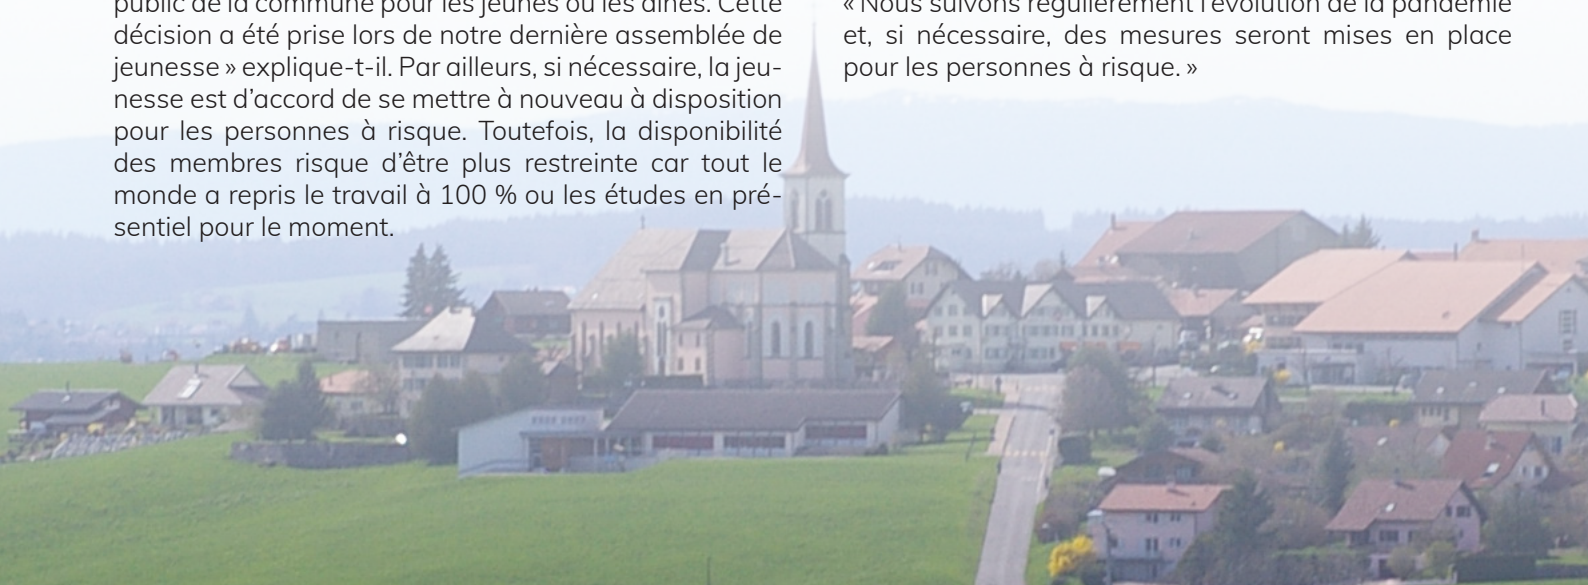 public de la commune pour les jeunes ou les aînés. Cette
décision a été prise lors de notre dernière assemblée de
jeunesse » explique-t-il. Par ailleurs, si nécessaire, la jeu-
nesse est d'accord de se mettre à nouveau à disposition
pour les personnes à risque. Toutefois, la disponibilité
des membres risque d'être plus restreinte car tout le
monde a repris le travail à 100 % ou les études en pré-
sentiel pour le moment.
« Nous suivons régulièrement l'évolution de la pandémie
et, si nécessaire, des mesures seront mises en place
pour les personnes à risque. »